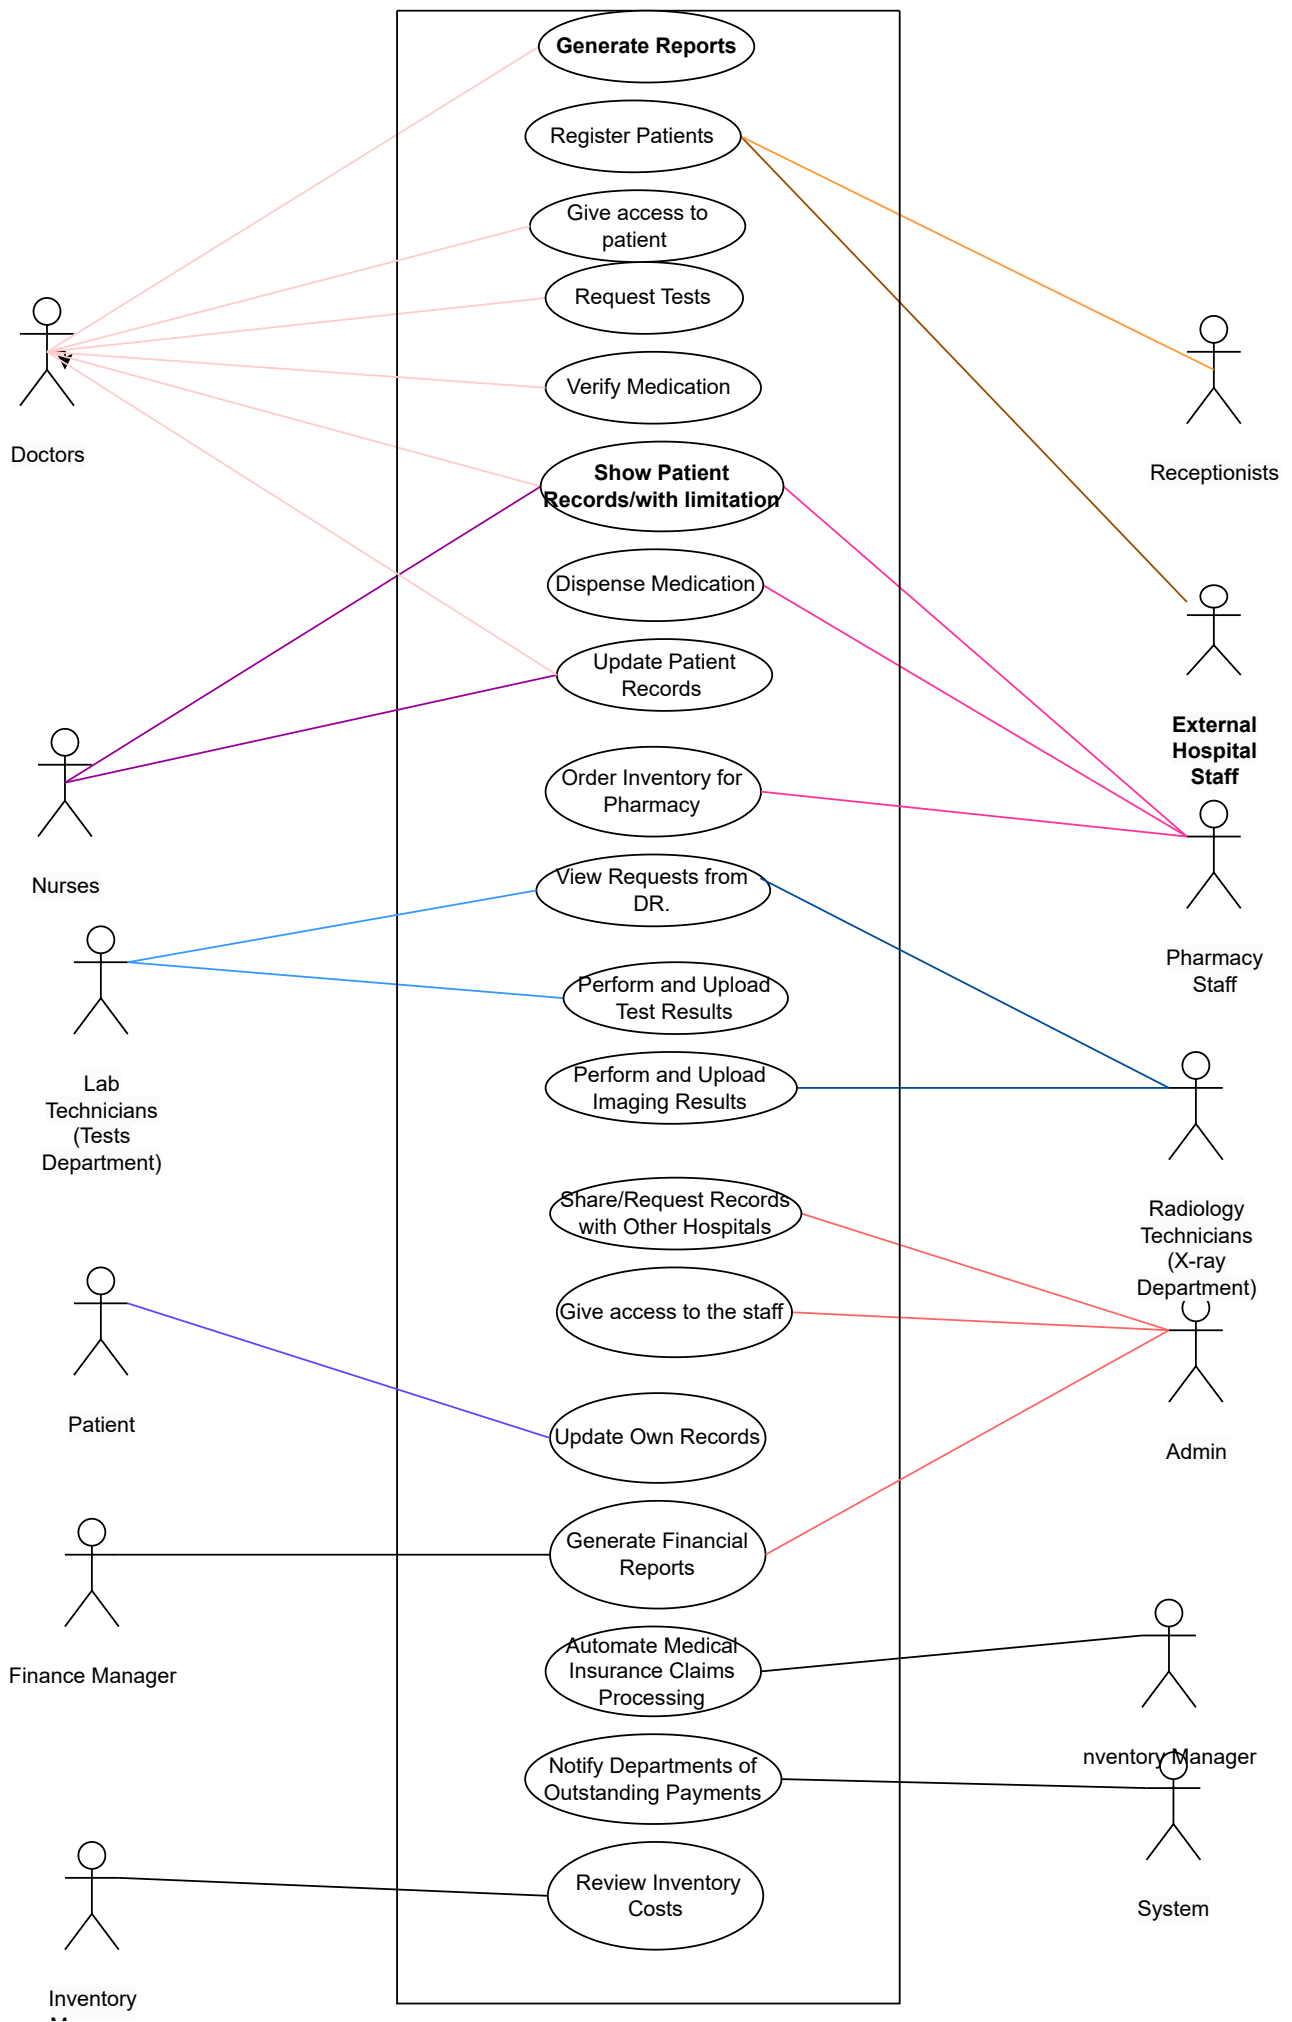 Generate Reports
Register Patients
Give access to
patient
Request Tests
Verify Medication
Doctors
Receptionists
Show Patient
Records/with limitation
Dispense Medication
Update Patient
Records
External
Hospital
Staff
Order Inventory for
Pharmacy
Nurses
View Requests from
DR.
Pharmacy
Staff
Perform and Upload
Test Results
Lab
Technicians
(Tests
Department)
Perform and Upload
Imaging Results
Share/Request Records
with Other Hospitals
Radiology
Technicians
(X-ray
Department)
Give access to the staff
Patient
Update Own Records
Admin
Generate Financial
Reports
Finance Manager
Automate Medical
Insurance Claims
Processing
nventory Manager
Notify Departments of
Outstanding Payments
Review Inventory
Costs
System
Inventory